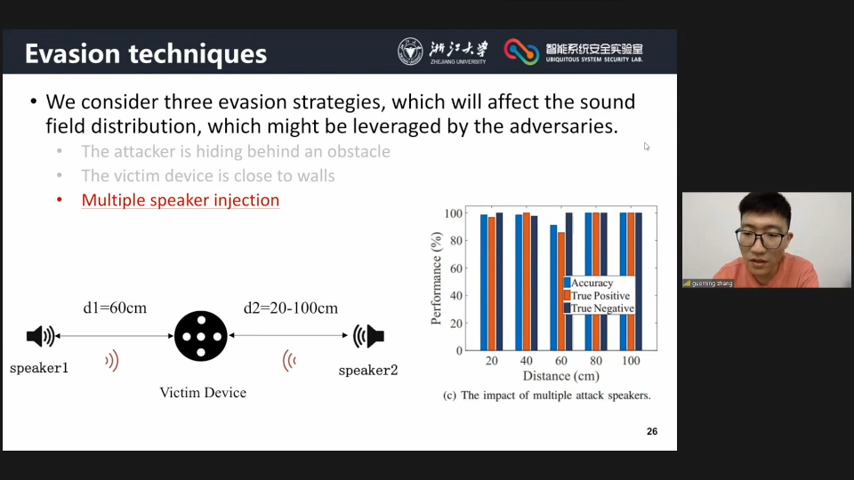 Evasion techniques
浙江大学
ZHEJIANG UNIVERSITY
智能系统安全实验室
UBIQUITOUS SYSTEM SECURITY LAB.
• We consider three evasion strategies, which will affect the sound
field distribution, which might be leveraged by the adversaries.
• The attacker is hiding behind an obstacle
• The victim device is close to walls
• Multiple speaker injection
d1=60cm
d2=20-100cm
speaker1
Victim Device
speaker2
Performance (%)
100
80
60
40
20
0
Accuracy
True Positive
True Negative
20 40 60 80 100
Distance (cm)
(c) The impact of multiple attack speakers.
26
guoming zhang